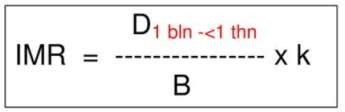 D1 bln -<1 thn
IMR = ---------------- x k
B